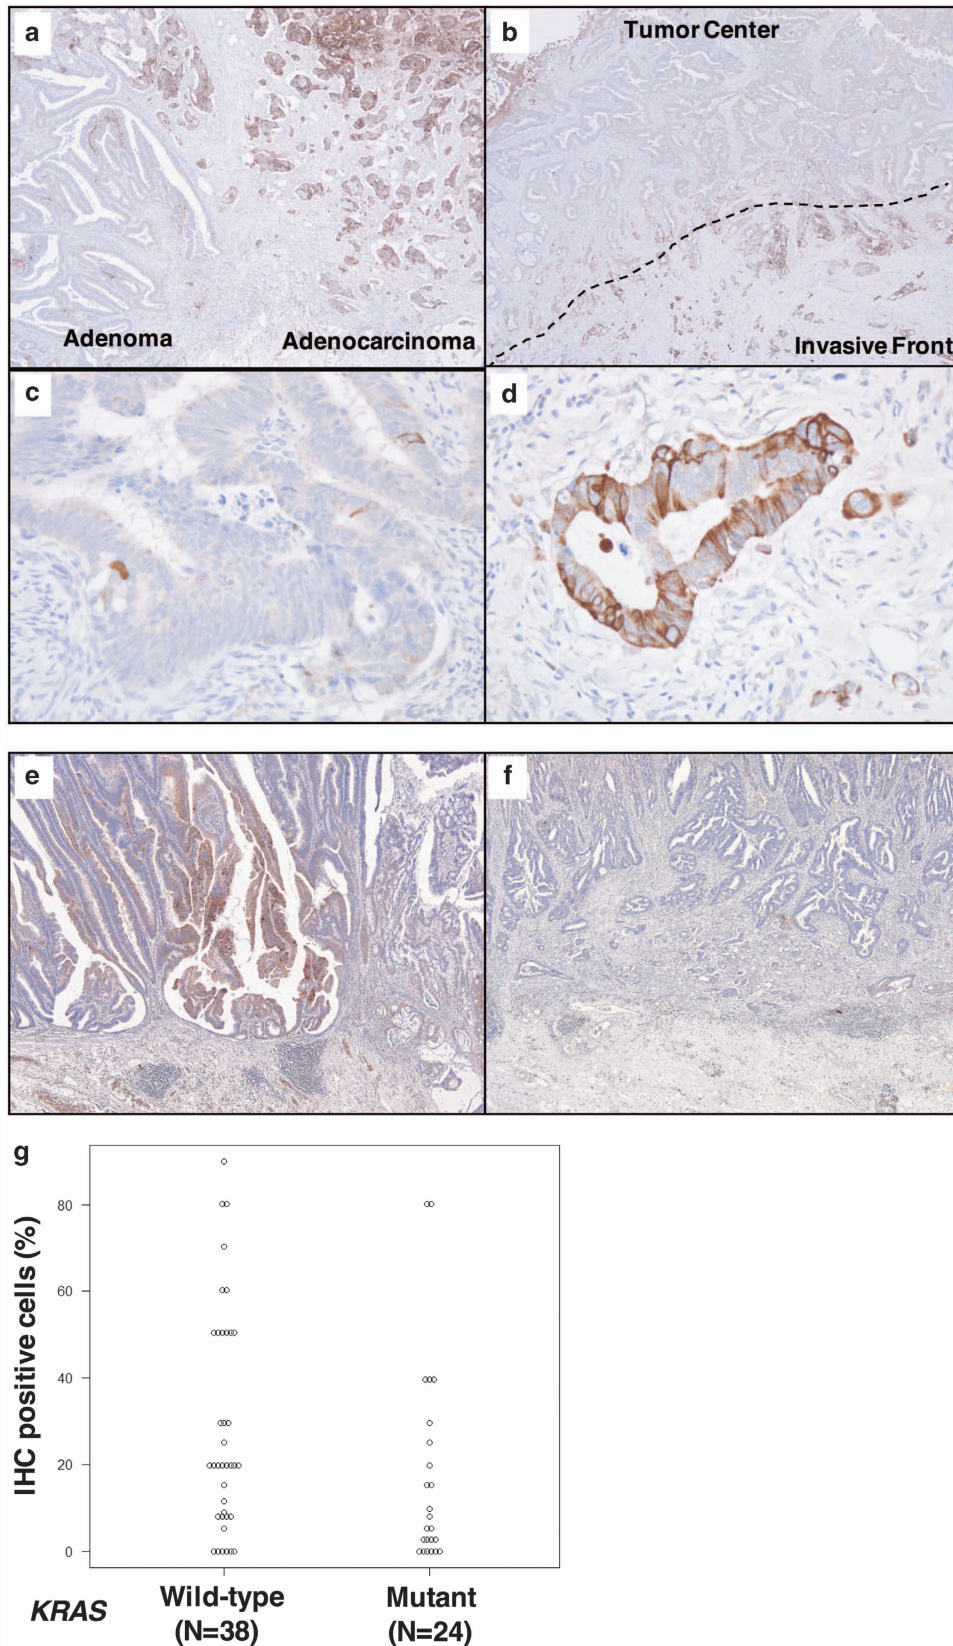 a
b
Tumor Center
Adenoma
Adenocarcinoma
Invasive Front
c
d
e
f
g
IHC positive cells (%)
80
60
40
20
0
KRAS
Wild-type
(N=38)
Mutant
(N=24)